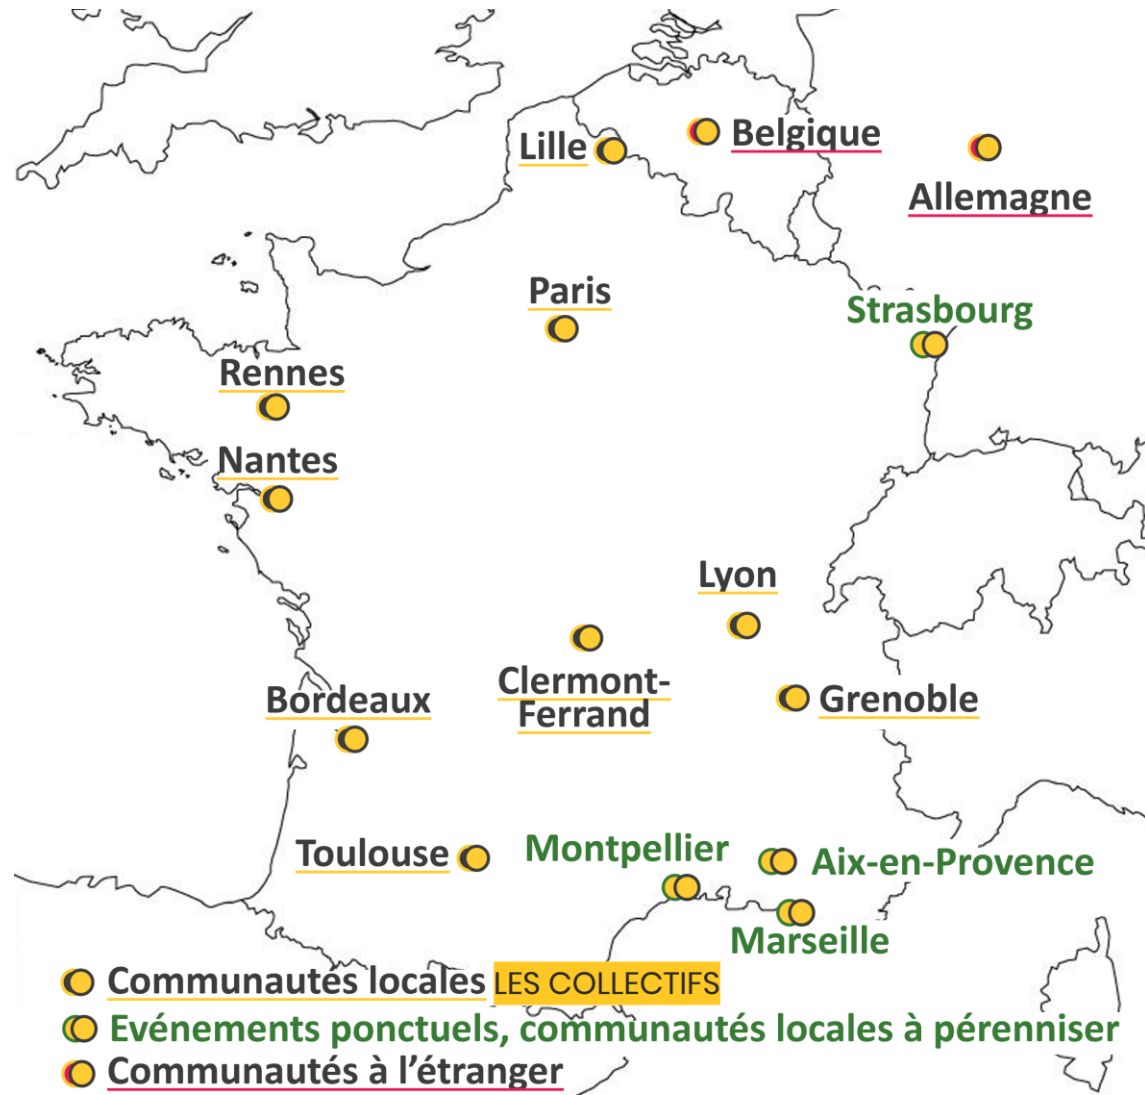 Lille
Belgique
Allemagne
Paris
Strasbourg
Rennes
Nantes
Lyon
Clermont-
Ferrand
Bordeaux
Grenoble
Toulouse
Montpellier
Aix-en-Provence
Marseille
Communautés locales LES COLLECTIFS
Evénements ponctuels, communautés locales à pérenniser
Communautés à l’étranger